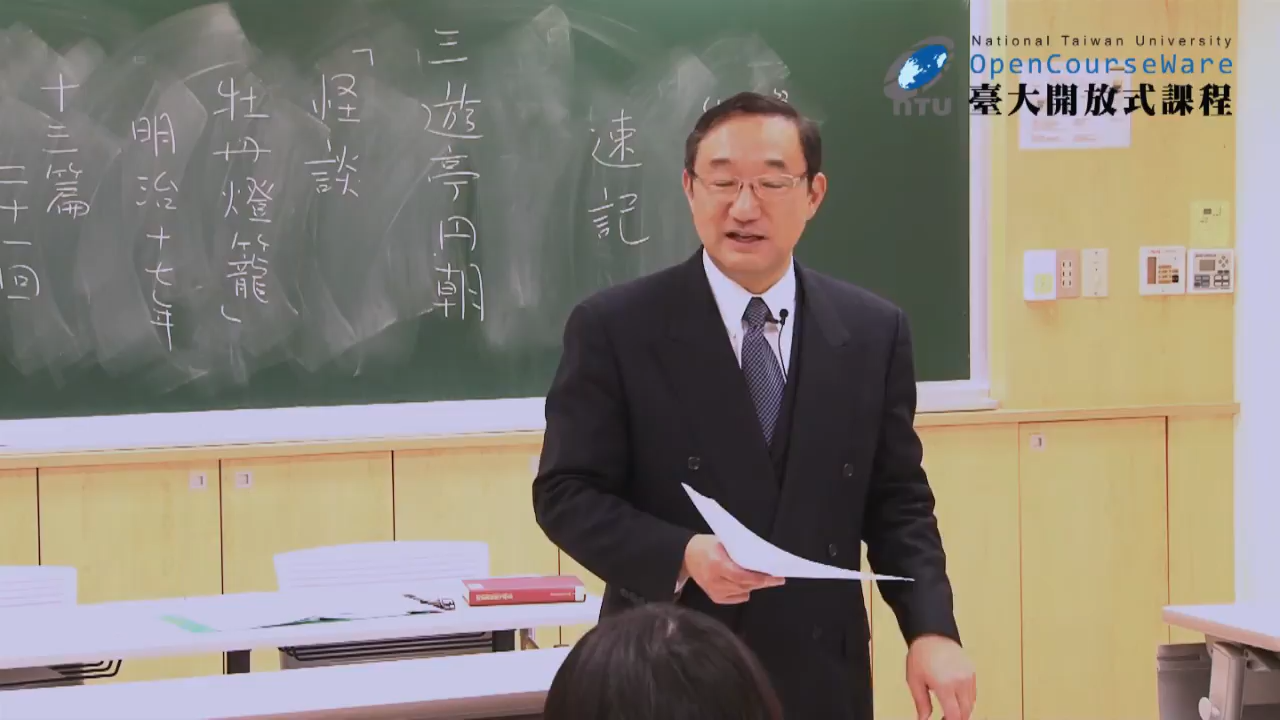 National Taiwan University
OpenCourseWare
臺大開放式課程
NTU
速記
三遊亭円朝
「怪談
牡丹燈籠」
明治十七年
十三篇
二十一回